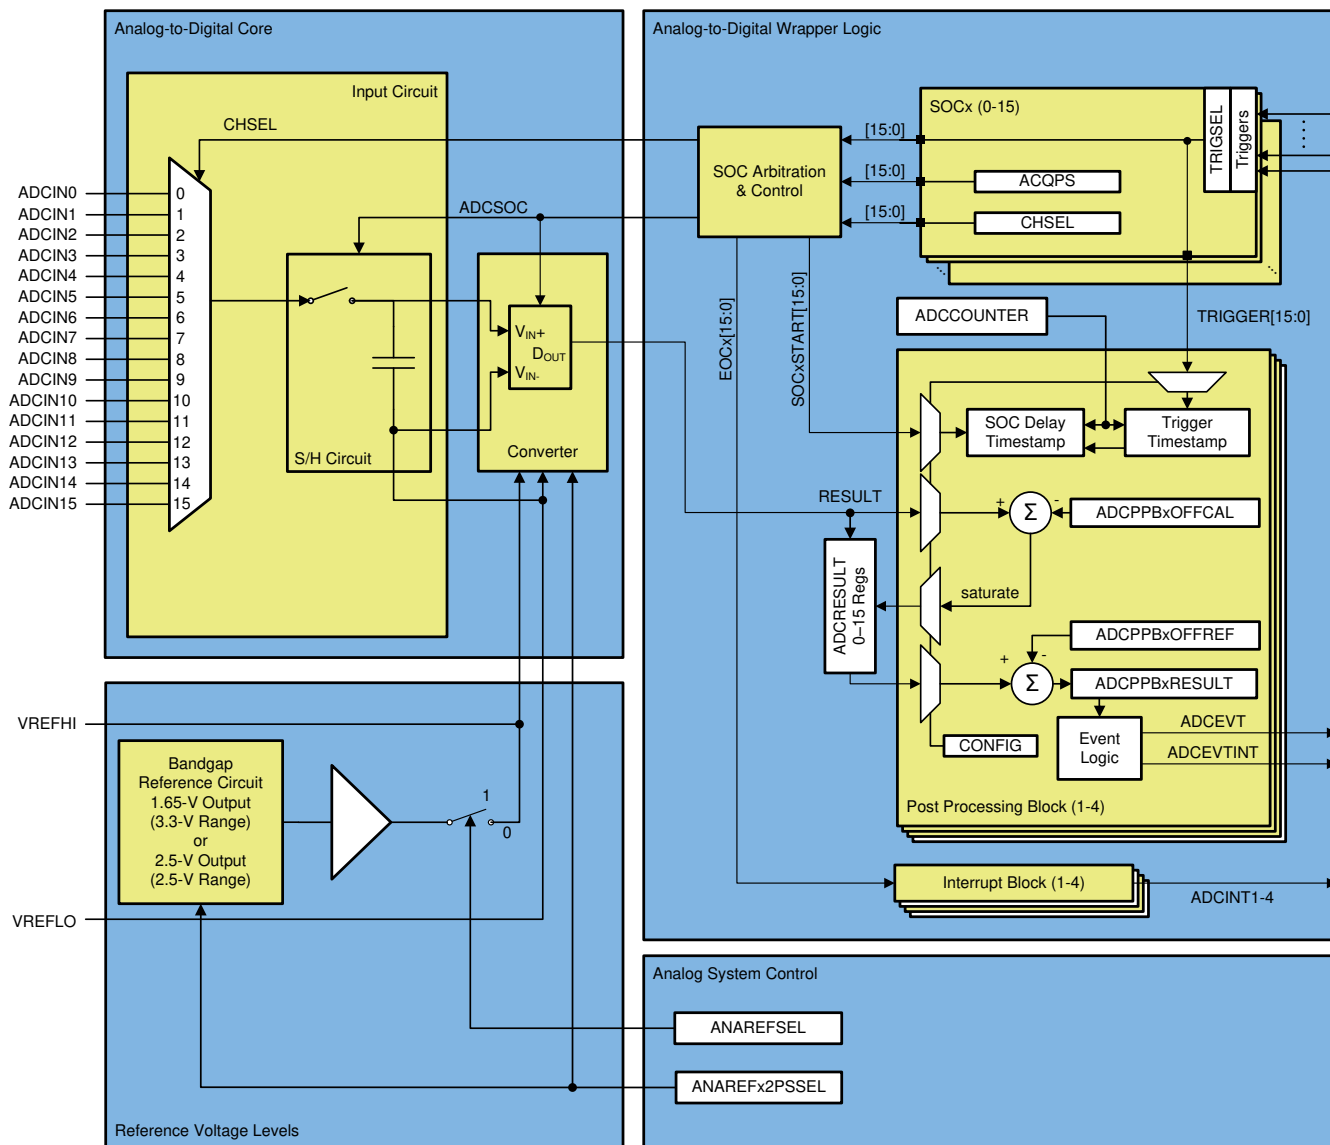 Analog-to-Digital Core
Input Circuit
CHSEL
ADCIN0
ADCIN1
ADCIN2
ADCIN3
ADCIN4
ADCIN5
ADCIN6
ADCIN7
ADCIN8
ADCIN9
ADCIN10
ADCIN11
ADCIN12
ADCIN13
ADCIN14
ADCIN15
0
1
2
3
4
5
6
7
8
9
10
11
12
13
14
15
ADCSOC
S/H Circuit
VIN+
DOUT
VIN-
Converter
Analog-to-Digital Wrapper Logic
SOC Arbitration
& Control
[15:0]
[15:0]
[15:0]
SOCx (0-15)
ACQPS
CHSEL
TRIGSEL
Triggers
EOCx[15:0]
SOCxSTART[15:0]
TRIGGER[15:0]
ADCCOUNTER
SOC Delay
Timestamp
Trigger
Timestamp
RESULT
+
Σ
-
ADCPPBxOFFCAL
saturate
ADCRESULT
0–15 Regs
ADCPPBxOFFREF
+
-
Σ
ADCPPBxRESULT
CONFIG
Event
Logic
ADCEVT
ADCEVTINT
Post Processing Block (1-4)
Interrupt Block (1-4)
ADCINT1-4
VREFHI
Bandgap
Reference Circuit
1.65-V Output
(3.3-V Range)
or
2.5-V Output
(2.5-V Range)
1
0
VREFLO
Reference Voltage Levels
Analog System Control
ANAREFSEL
ANAREFx2PSSEL